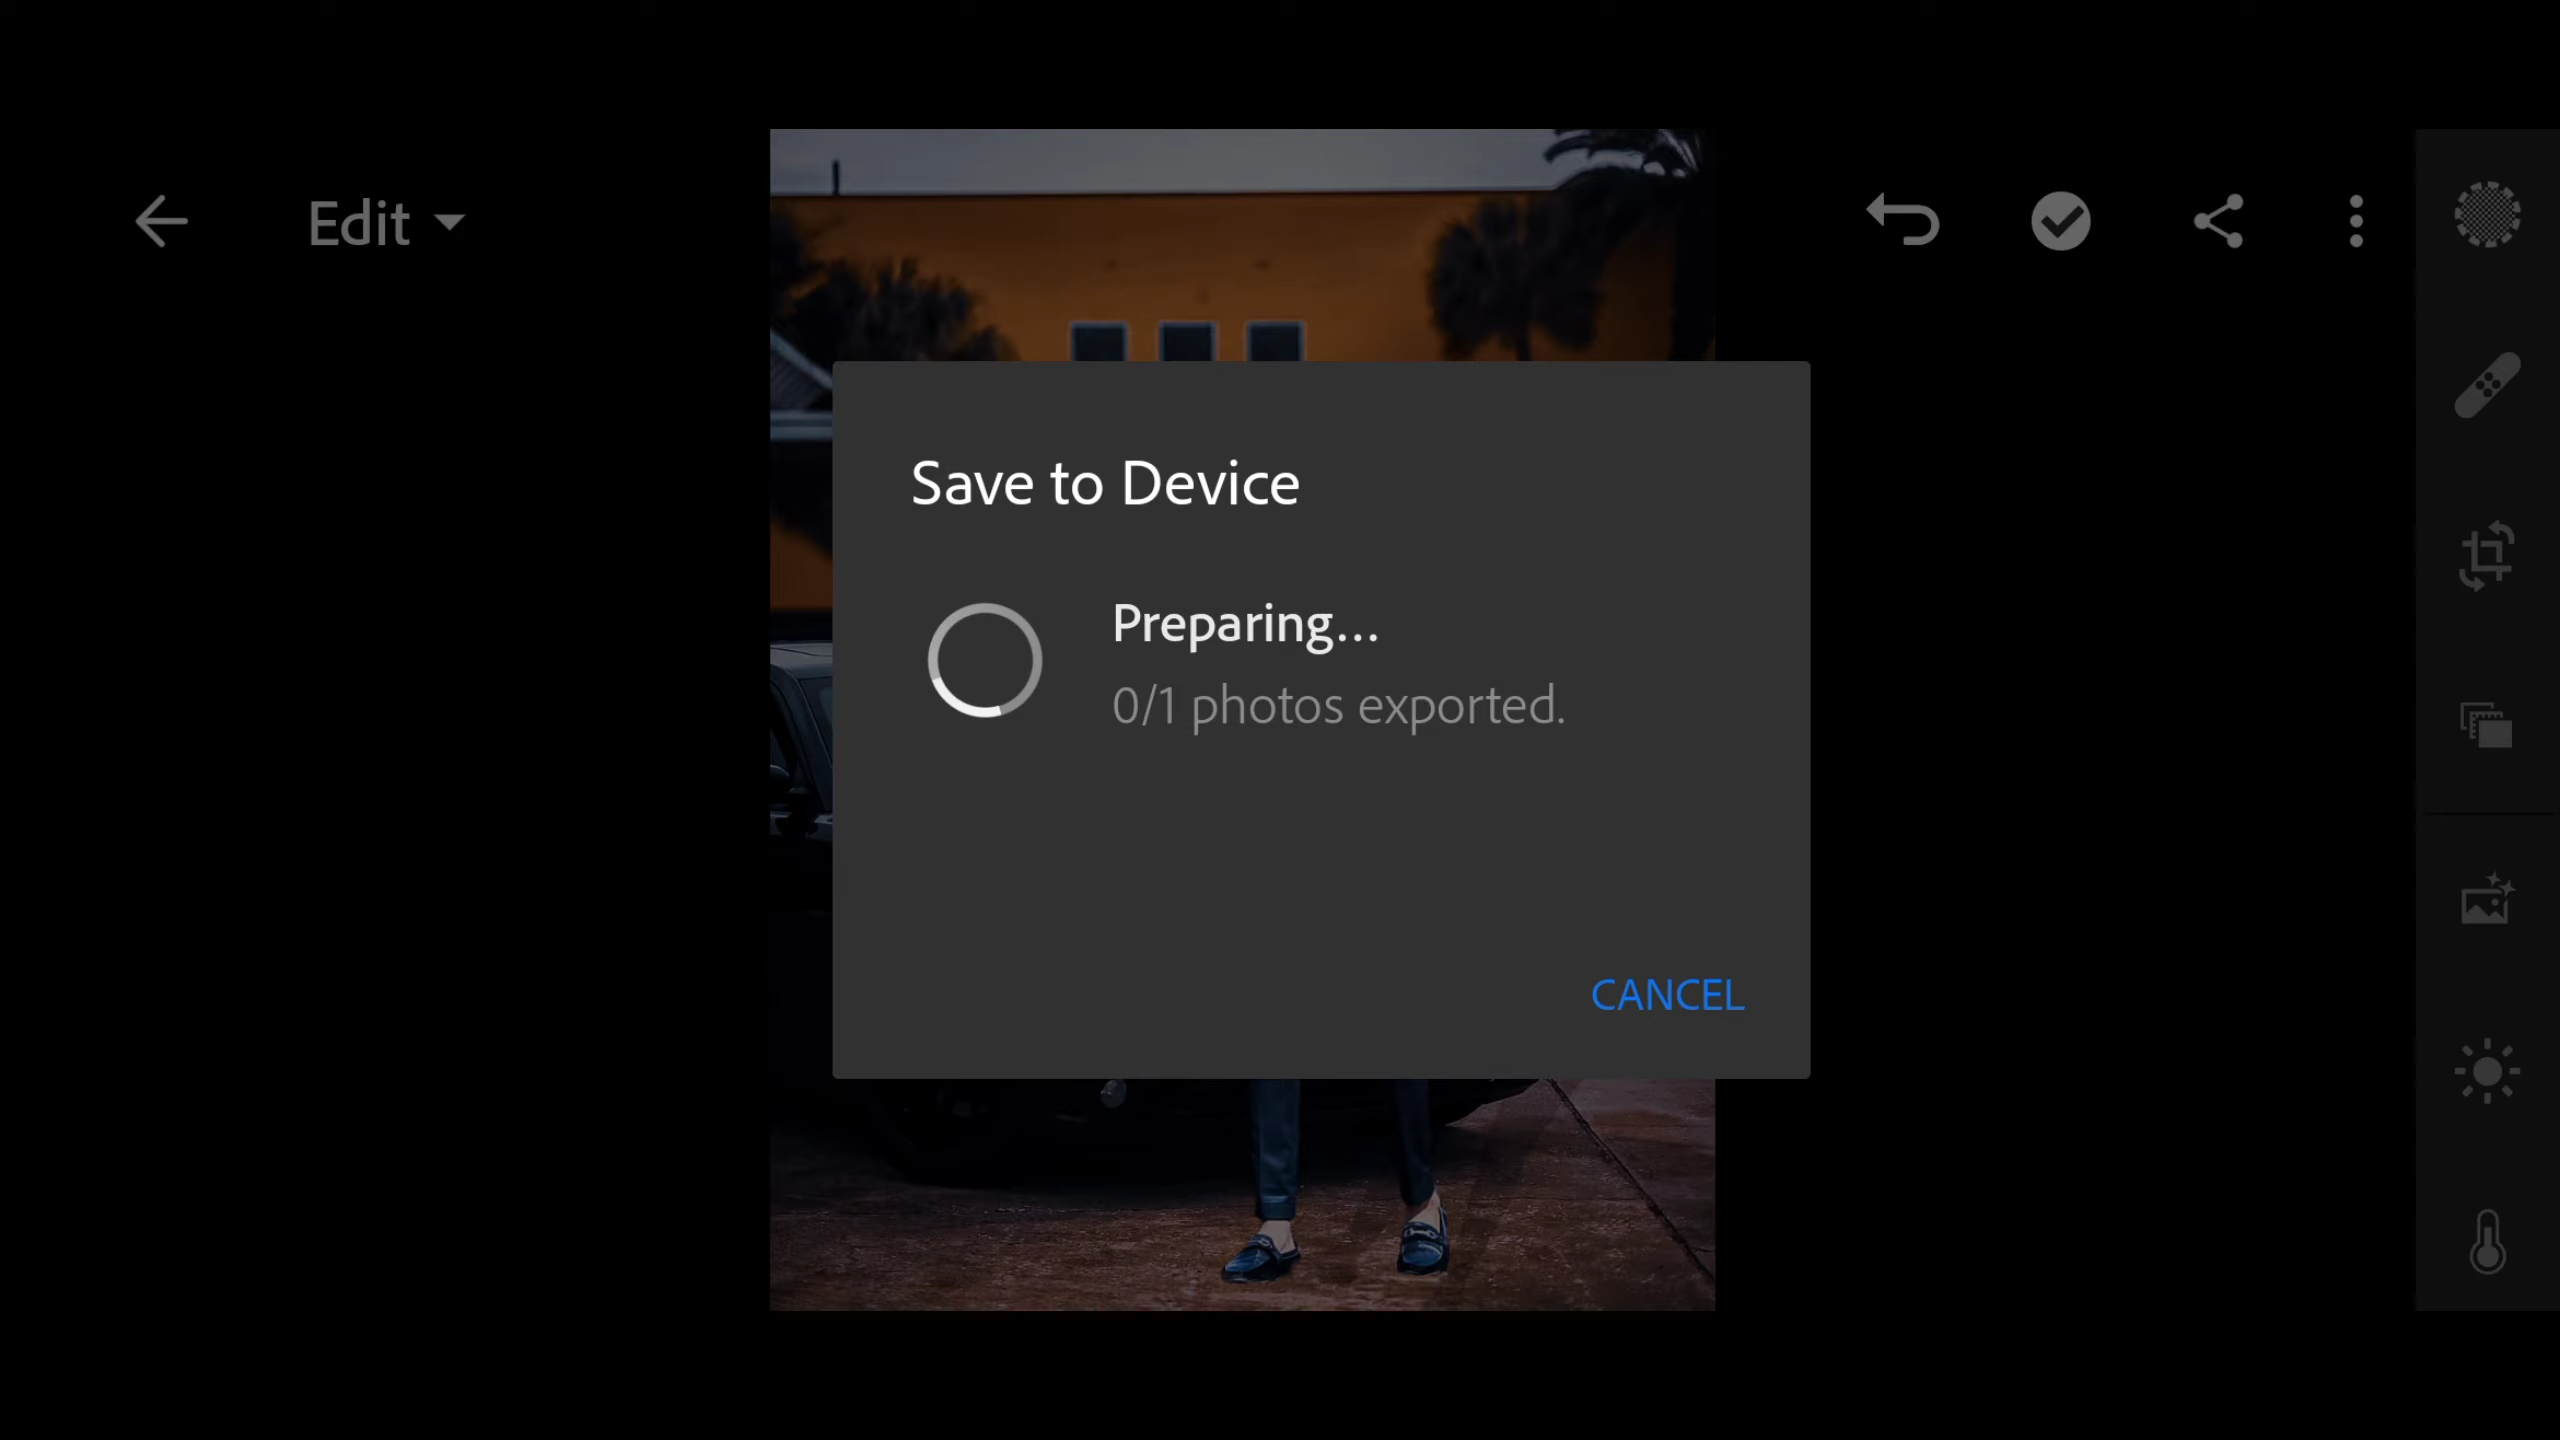 Edit
Save to Device
Preparing...
0/1 photos exported.
CANCEL